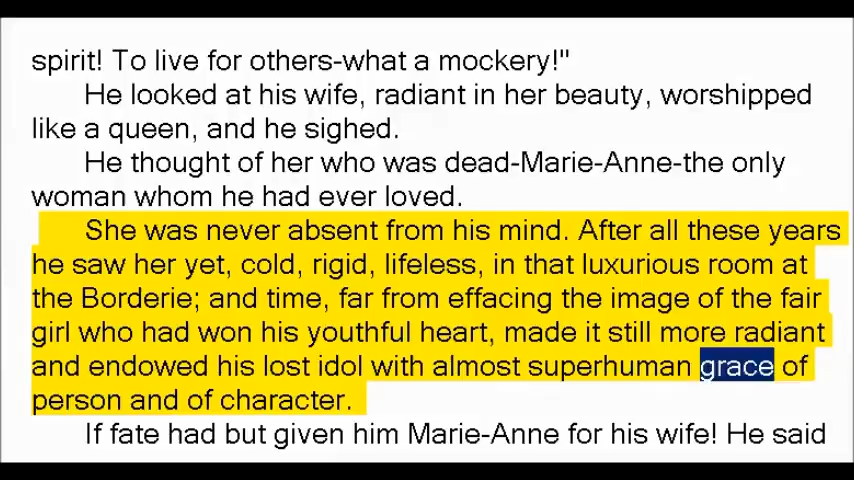 spirit! To live for others-what a mockery!"
He looked at his wife, radiant in her beauty, worshipped
like a queen, and he sighed.
He thought of her who was dead-Marie-Anne-the only
woman whom he had ever loved.
She was never absent from his mind. After all these years
he saw her yet, cold, rigid, lifeless, in that luxurious room at
the Borderie; and time, far from effacing the image of the fair
girl who had won his youthful heart, made it still more radiant
and endowed his lost idol with almost superhuman grace of
person and of character.
If fate had but given him Marie-Anne for his wife! He said